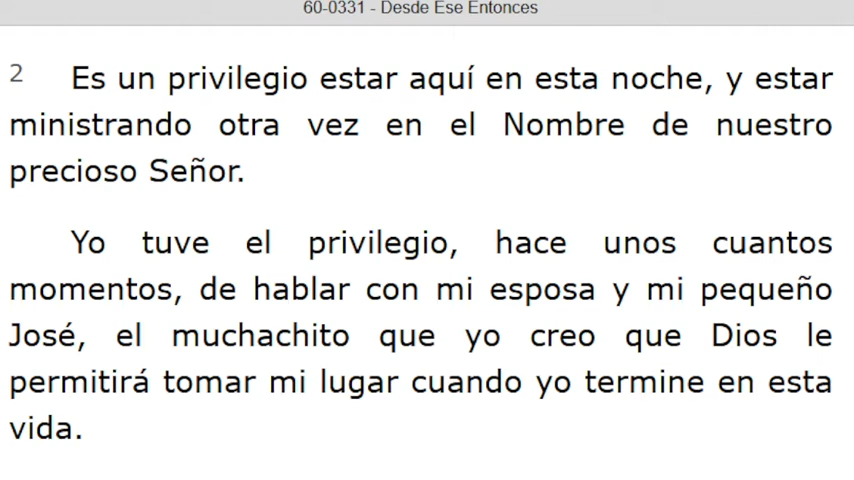 60-0331 - Desde Ese Entonces
2 Es un privilegio estar aquí en esta noche, y estar
ministrando otra vez en el Nombre de nuestro
precioso Señor.
Yo tuve el privilegio, hace unos cuantos
momentos, de hablar con mi esposa y mi pequeño
José, el muchachito que yo creo que Dios le
permitirá tomar mi lugar cuando yo termine en esta
vida.